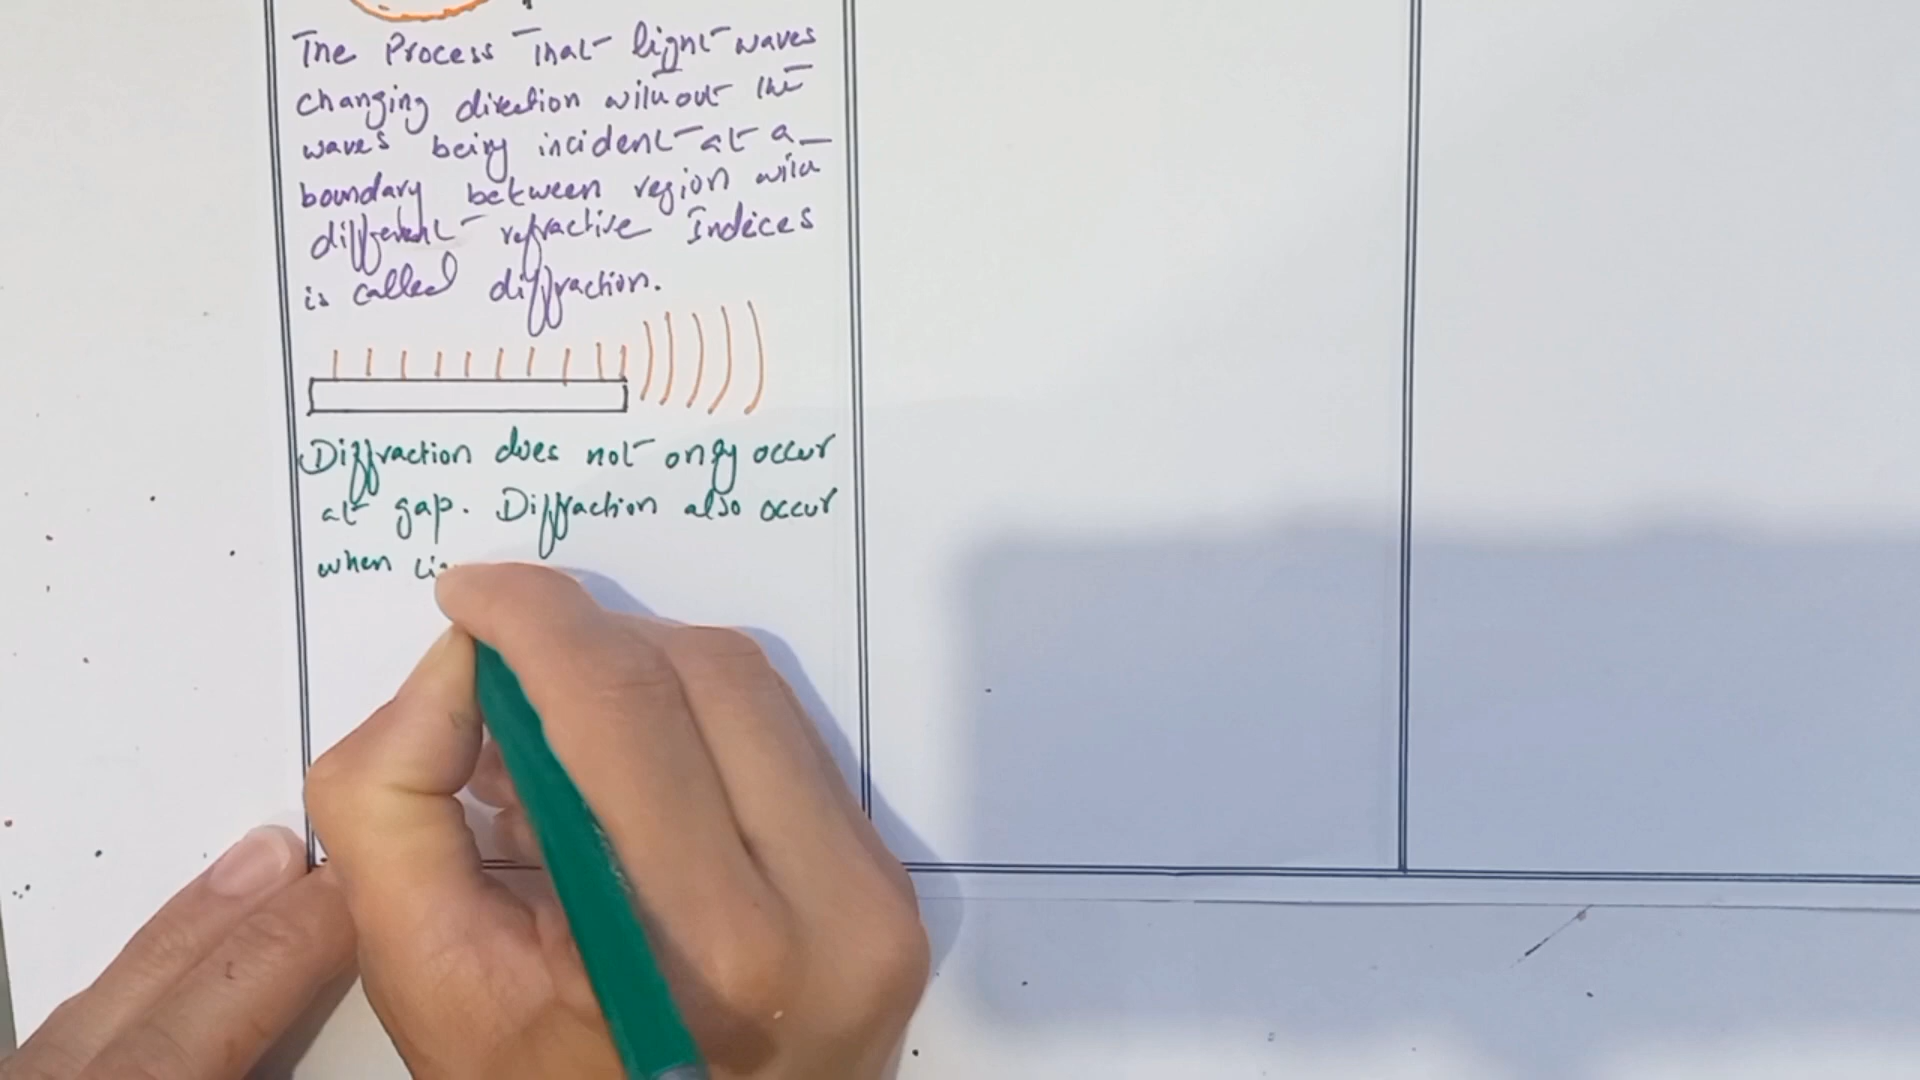 The Process That light waves
changing direction without the
waves being incident at a
boundary between region with
different refractive Indices
is called diffraction.
Diffraction does not only occur
at gap. Diffraction also occur
when